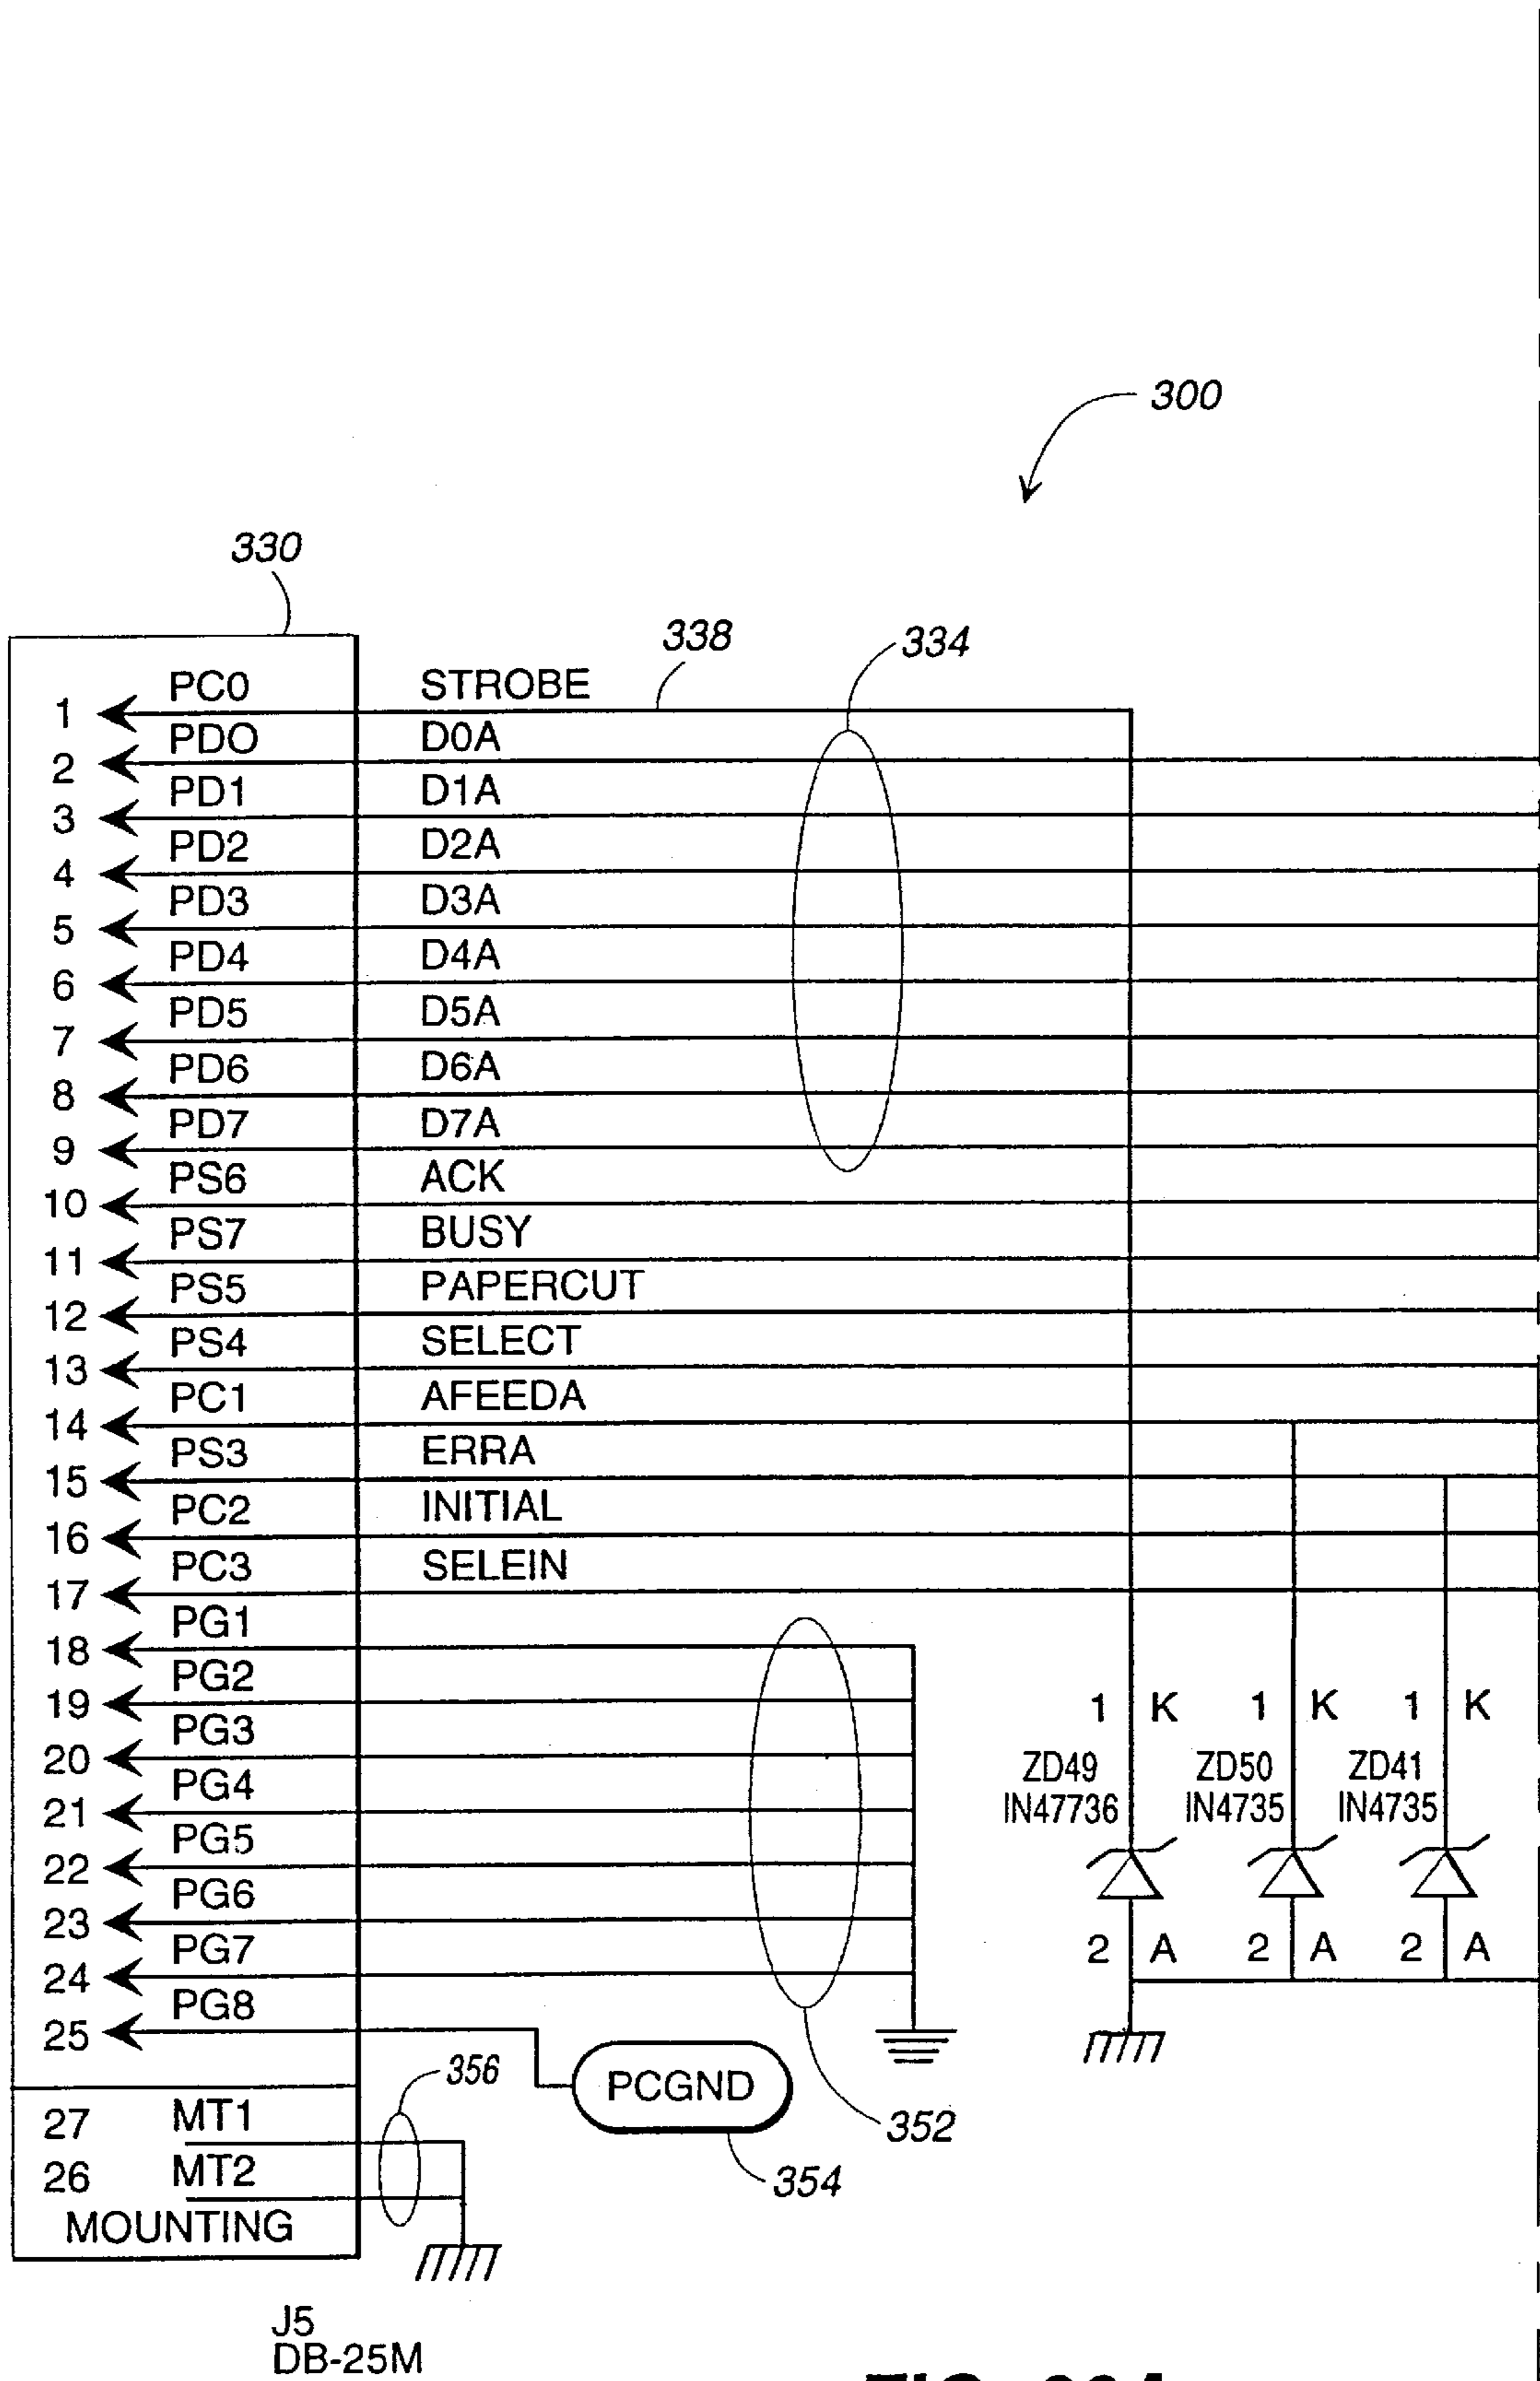 300
330
338
334
1 PC0 STROBE
2 PDO D0A
3 PD1 D1A
4 PD2 D2A
5 PD3 D3A
6 PD4 D4A
7 PD5 D5A
8 PD6 D6A
9 PD7 D7A
10 PS6 ACK
11 PS7 BUSY
12 PS5 PAPERCUT
13 PS4 SELECT
14 PC1 AFEEDA
15 PS3 ERRA
16 PC2 INITIAL
17 PC3 SELEIN
18 PG1
19 PG2
20 PG3
21 PG4
22 PG5
23 PG6
24 PG7
25 PG8
1 K 1 K 1 K
ZD49 ZD50 ZD41
IN47736 IN4735 IN4735
2 A 2 A 2 A
356
PCGND
352
354
27 MT1
26 MT2
MOUNTING
J5
DB-25M